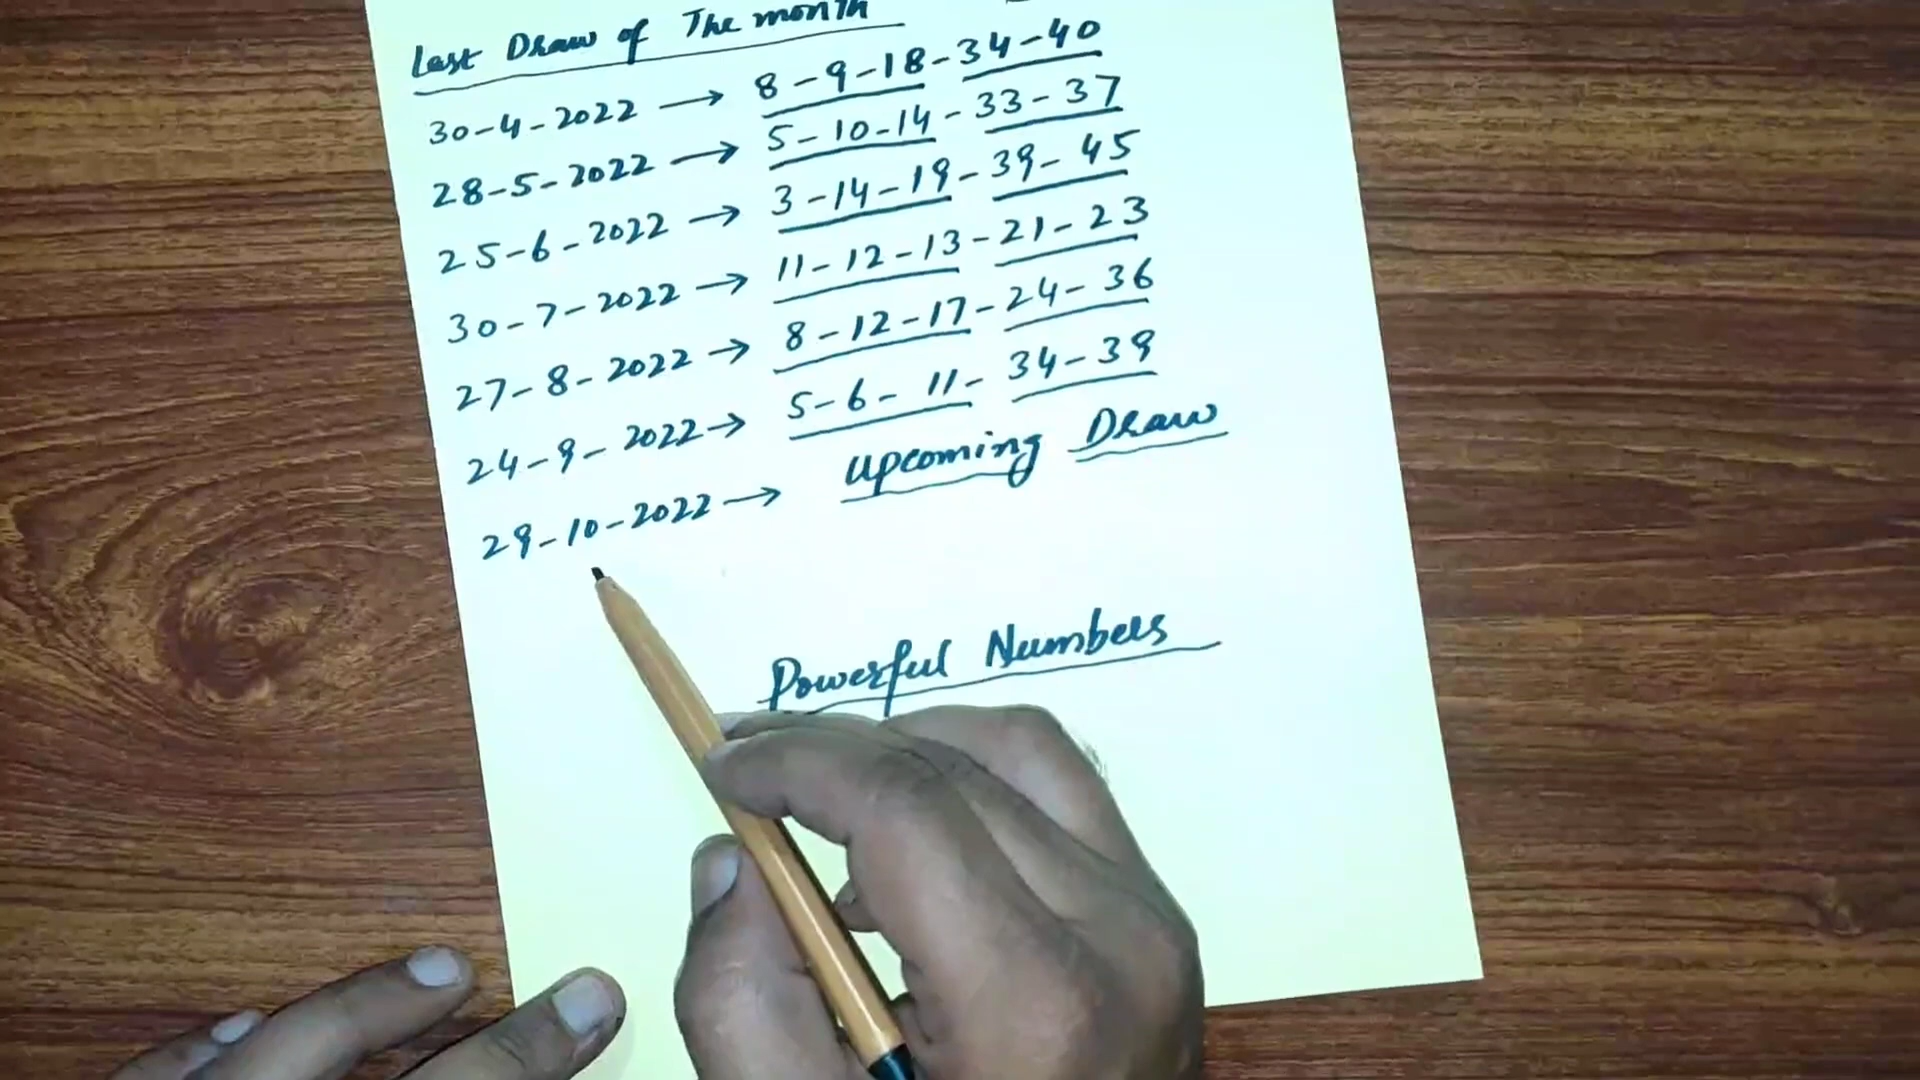 Last Draw of The month
30-4-2022 → 8-9-18-34-40
28-5-2022 → 5-10-14-33-37
25-6-2022 → 3-14-19-39-45
30-7-2022 → 11-12-13-21-23
27-8-2022 → 8-12-17-24-36
24-9-2022 → 5-6-11-34-39
29-10-2022 → Upcoming Draw
Powerful Numbers